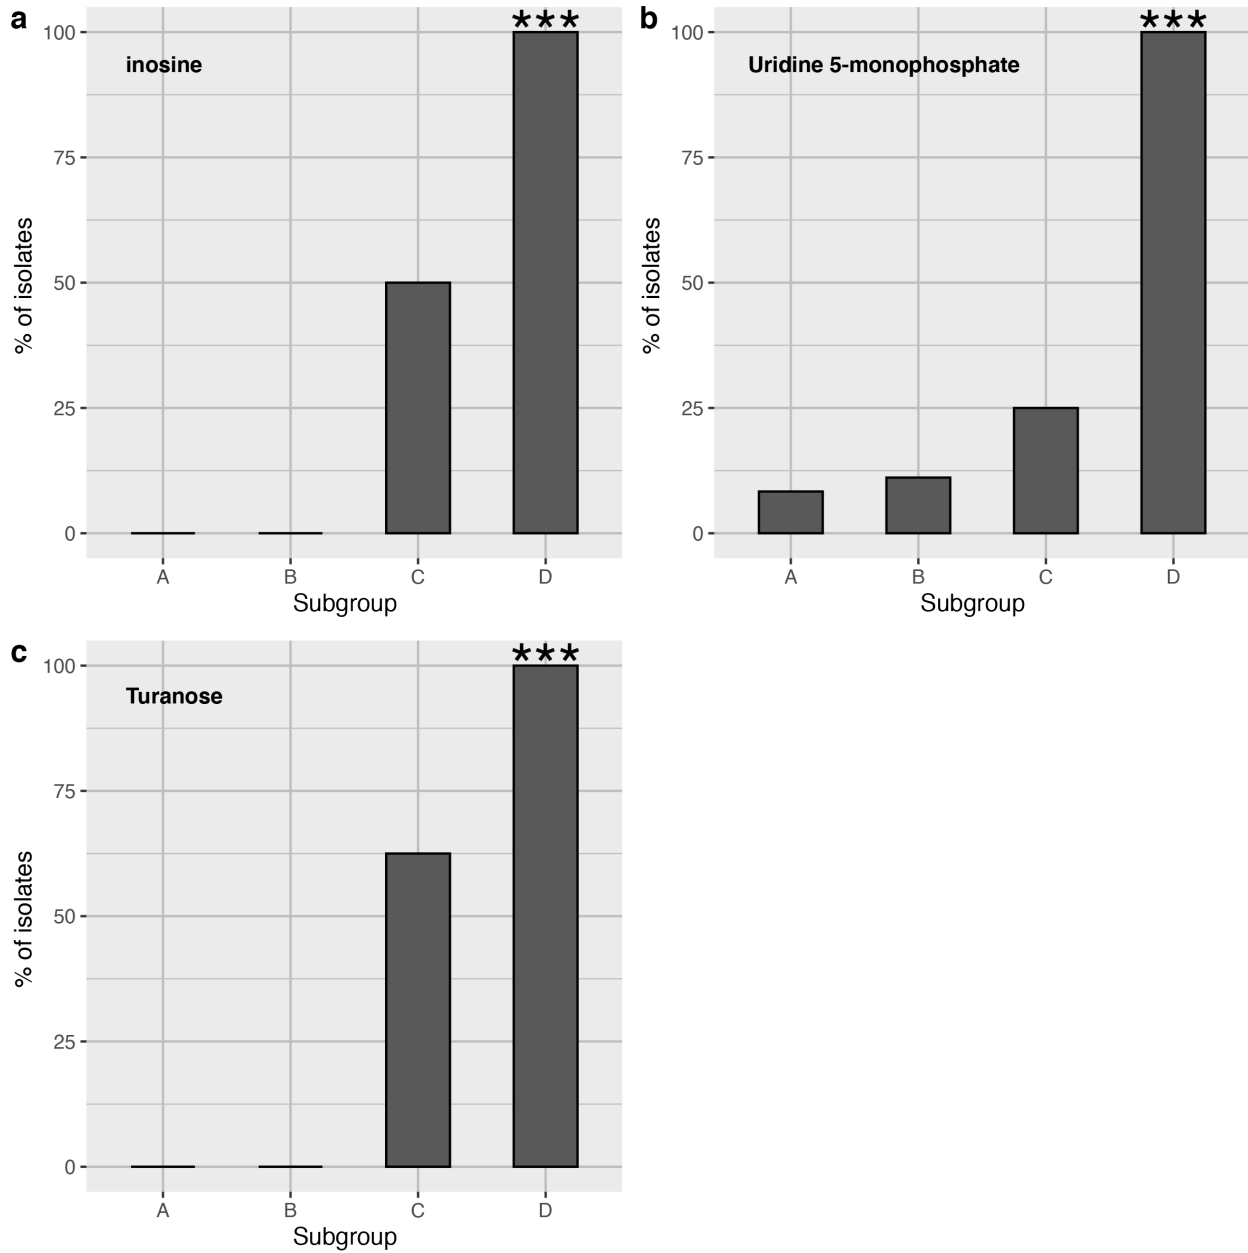 a
inosine
***
100
75
50
25
0
% of isolates
A B C D
Subgroup
b
Uridine 5-monophosphate
***
100
75
50
25
0
% of isolates
A B C D
Subgroup
c
Turanose
***
100
75
50
25
0
% of isolates
A B C D
Subgroup